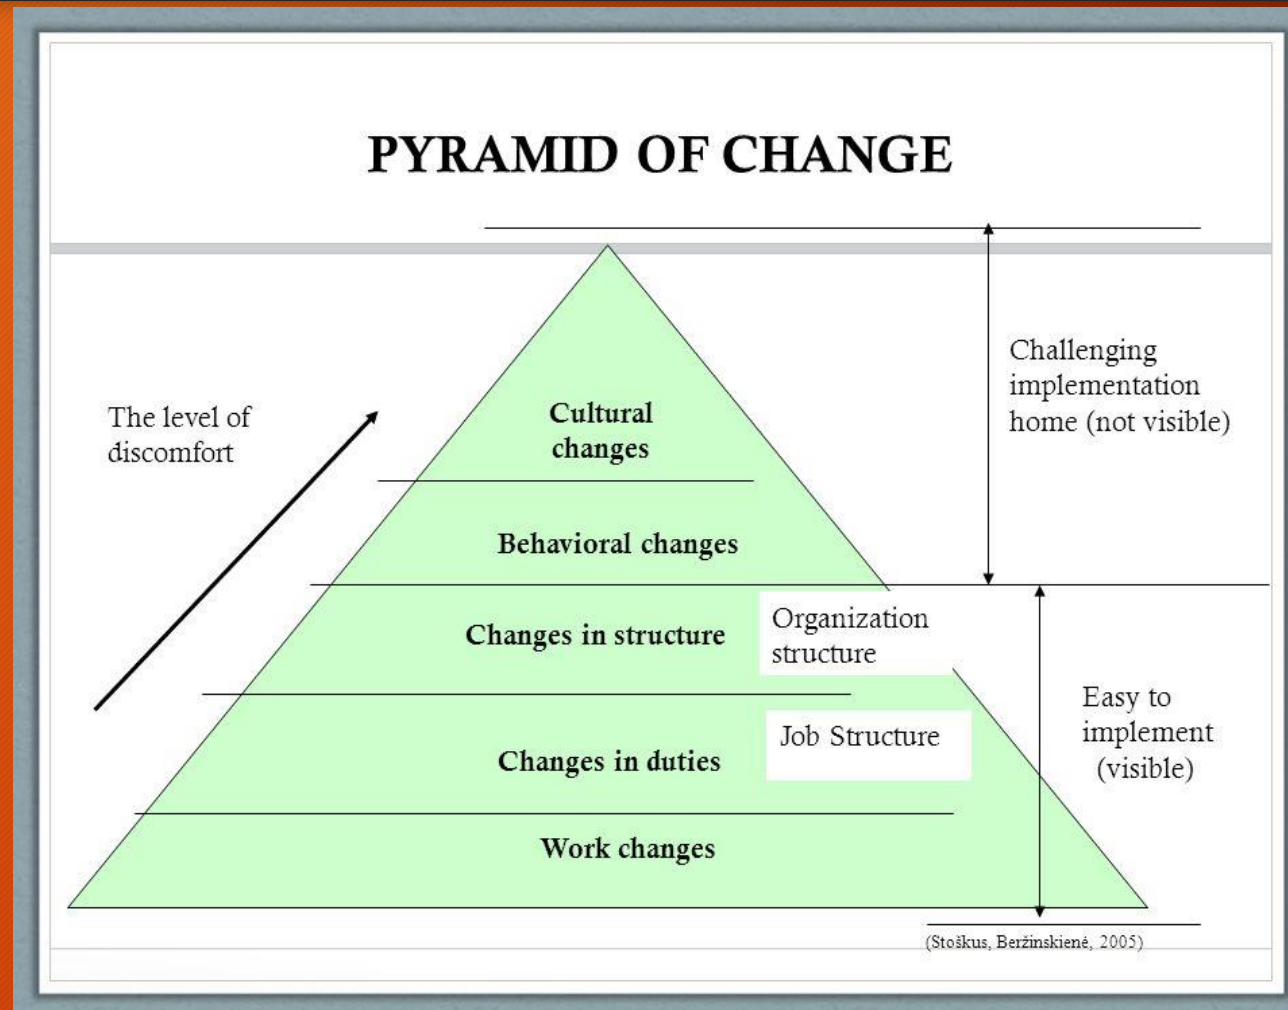 PYRAMID OF CHANGE
The level of
discomfort
Cultural
changes
Behavioral changes
Changes in structure
Changes in duties
Work changes
Organization
structure
Job Structure
Challenging
implementation
home (not visible)
Easy to
implement
(visible)
(Stoškus, Beržinskienė, 2005)